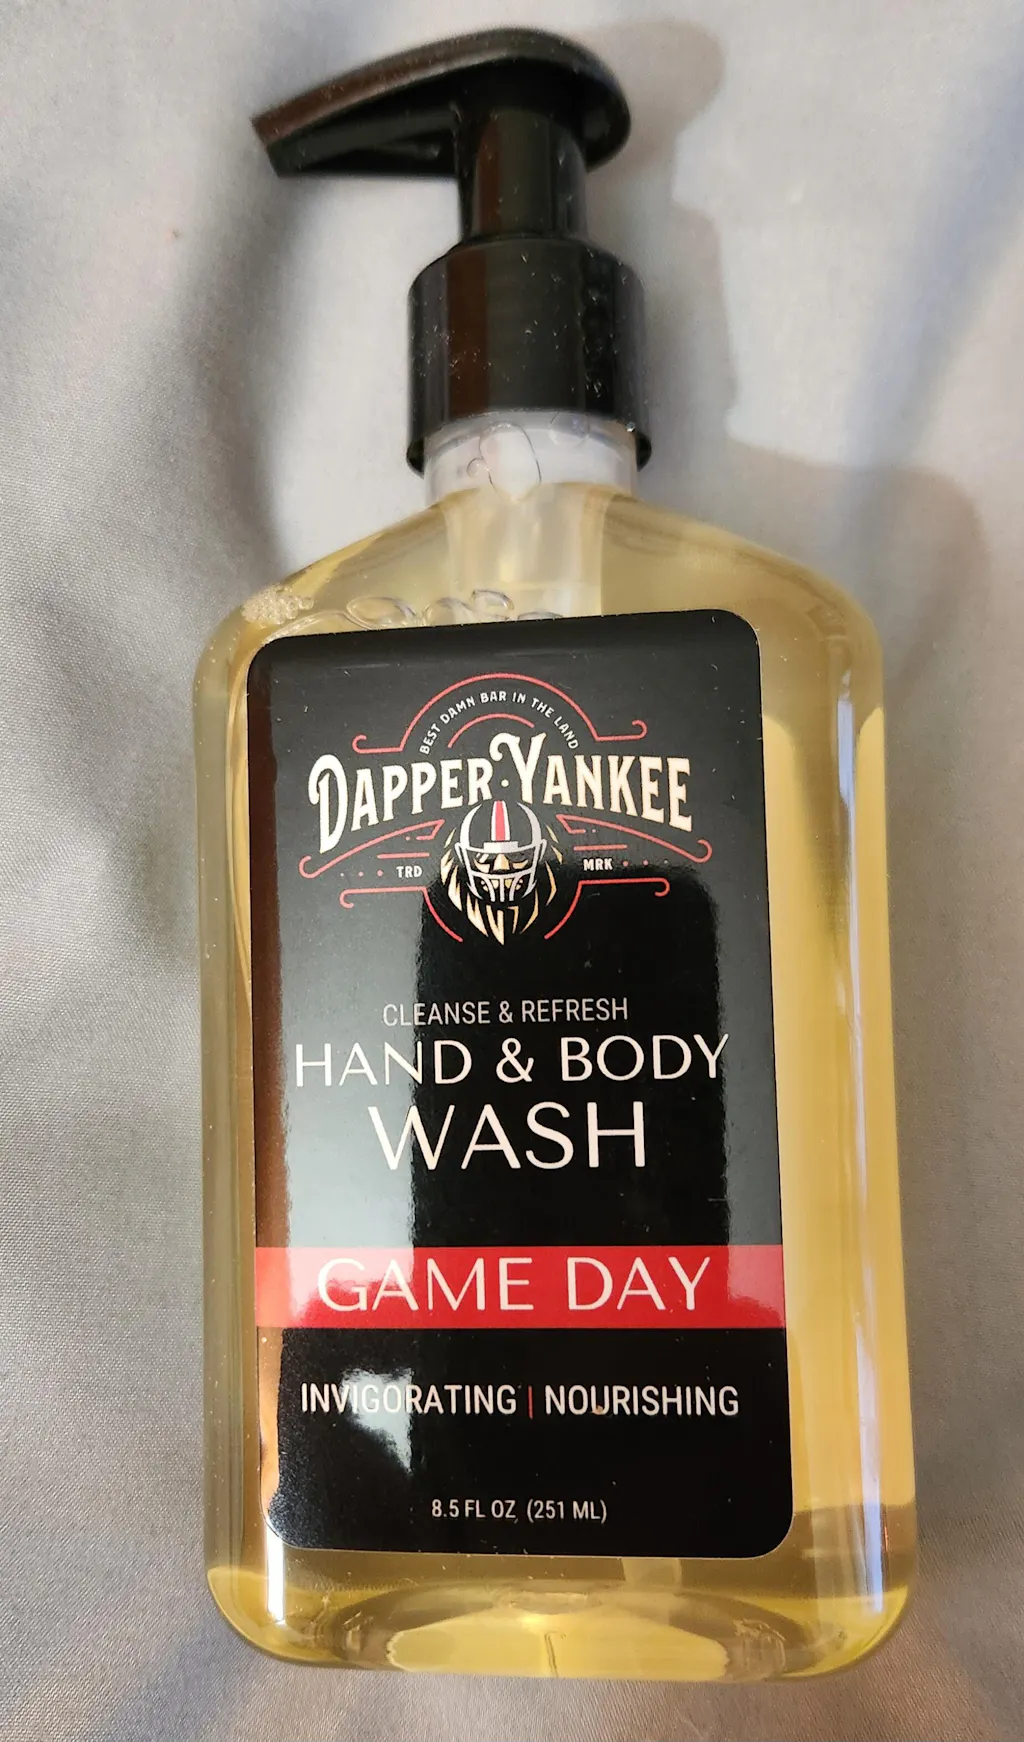 BEST DAMN BAR IN THE LAND
DAPPER YANKEE
TRD MRK
CLEANSE & REFRESH
HAND & BODY
WASH
GAME DAY
INVIGORATING | NOURISHING
8.5 FL OZ (251 ML)